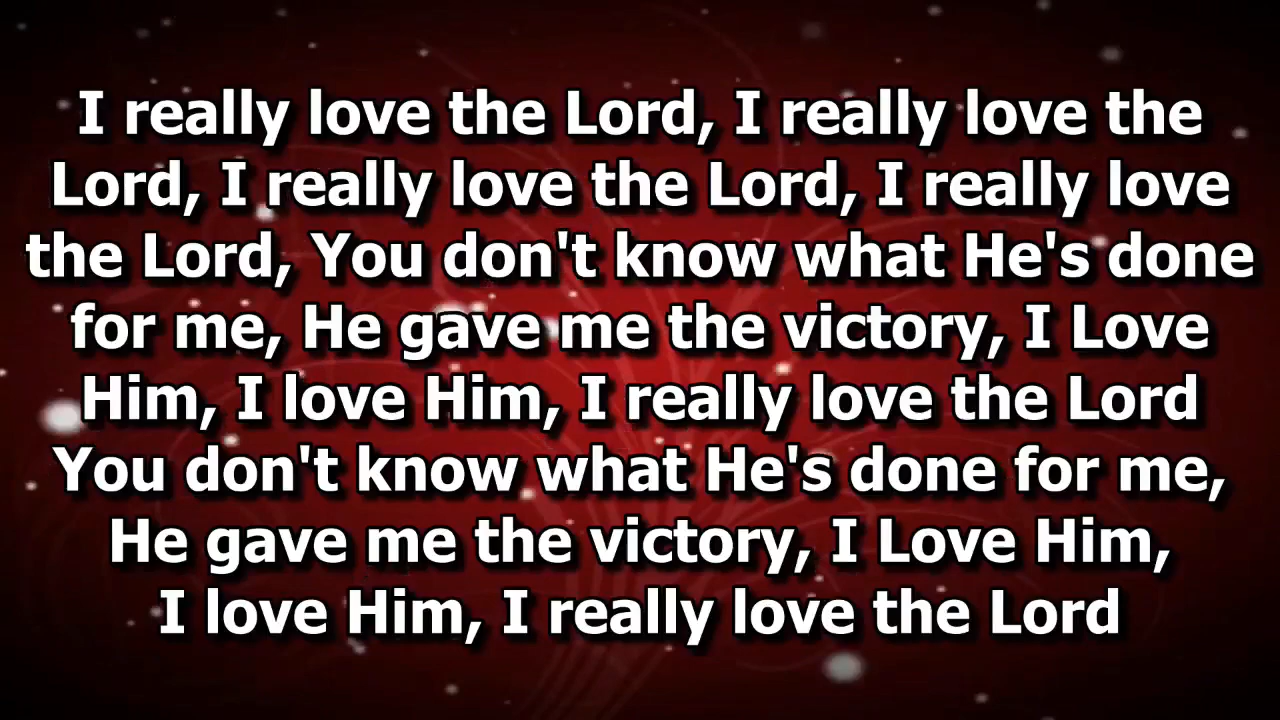 I really love the Lord, I really love the
Lord, I really love the Lord, I really love
the Lord, You don't know what He's done
for me, He gave me the victory, I Love
Him, I love Him, I really love the Lord
You don't know what He's done for me,
He gave me the victory, I Love Him,
I love Him, I really love the Lord